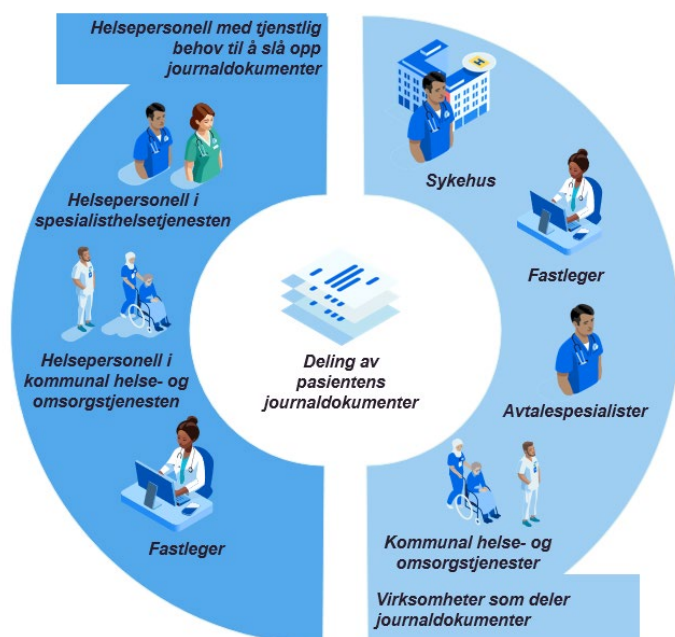 Helsepersonell med tjenstlig
behov til å slå opp
journaldokumenter
Helsepersonell i
spesialisthelsetjenesten
Helsepersonell i
kommunal helse- og
omsorgstjenesten
Fastleger
Deling av
pasientens
journaldokumenter
H
Sykehus
Fastleger
Avtalespesialister
Kommunal helse- og
omsorgstjenester
Virksomheter som deler
journaldokumenter